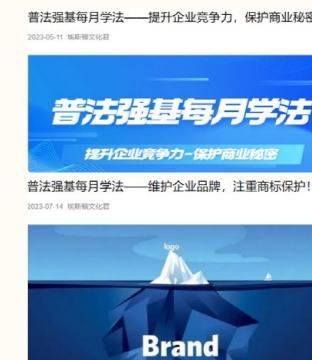 普法强基每月学法——提升企业竞争力，保护商业秘密
2023-05-11 埃斯顿文化君
普法强基每月学法
提升企业竞争力-保护商业秘密
普法强基每月学法——维护企业品牌，注重商标保护！
2023-07-14 埃斯顿文化君
logo
Brand